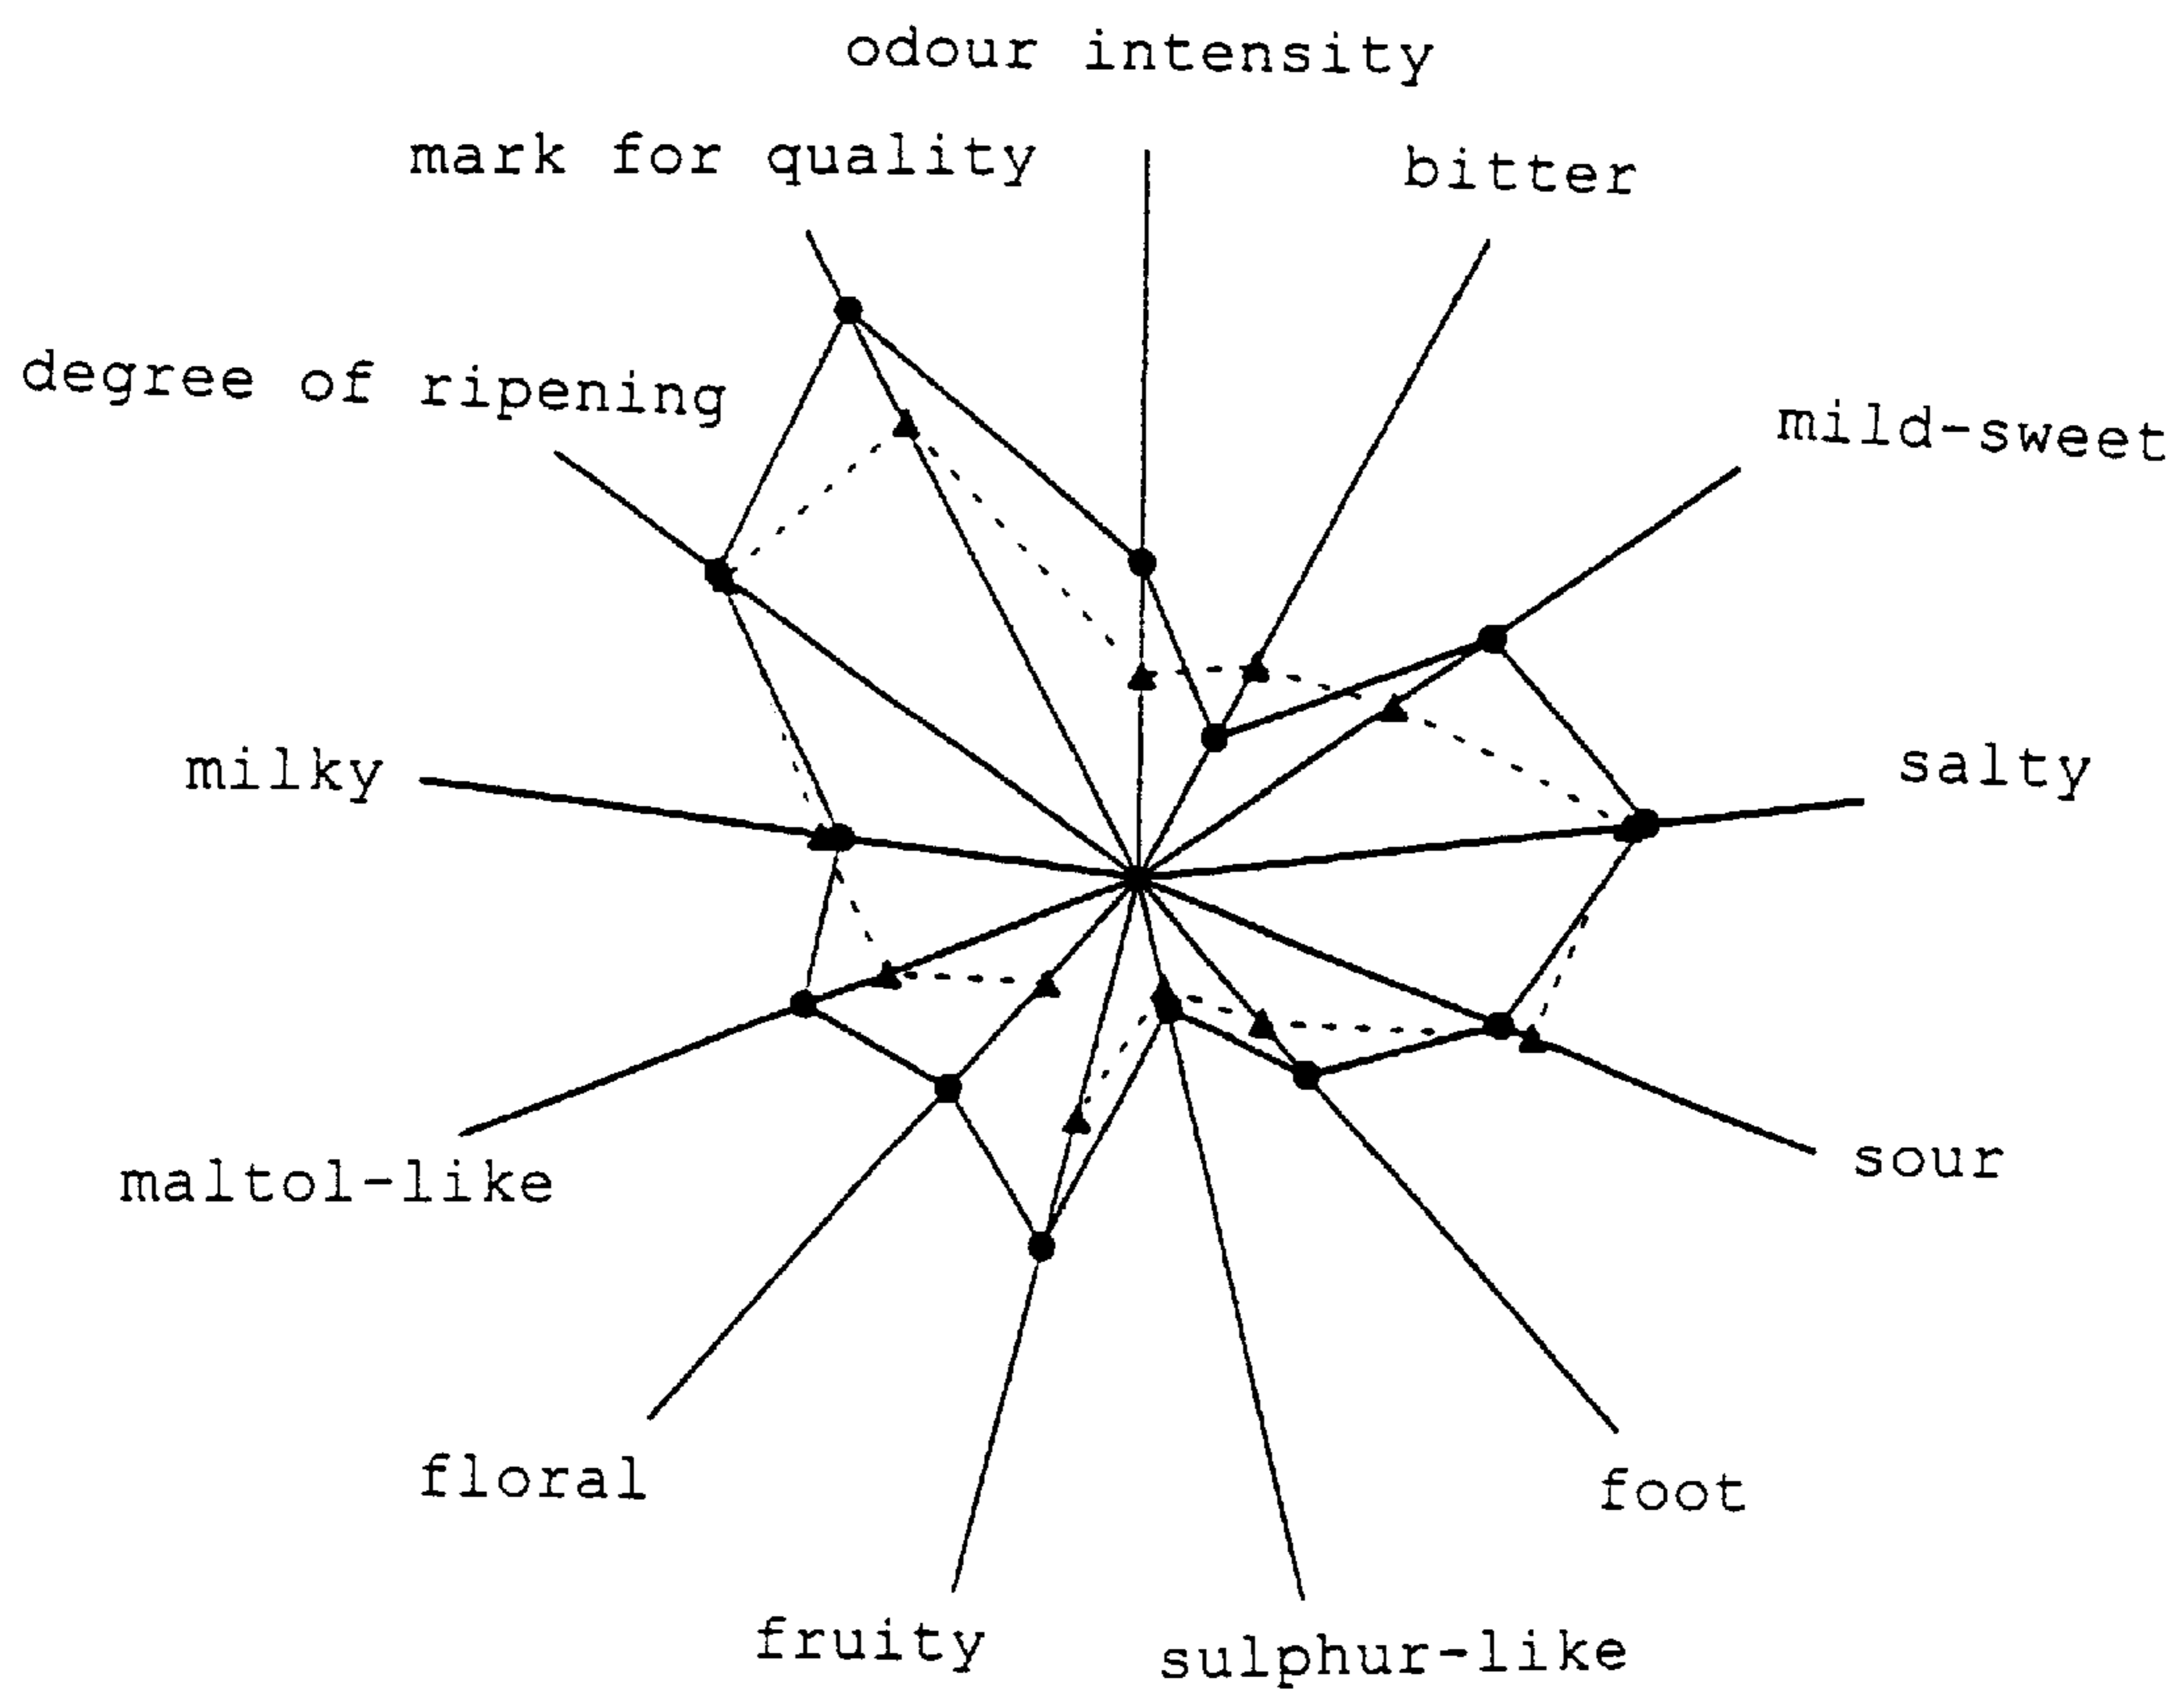 odour intensity
mark for quality
bitter
degree of ripening
mild-sweet
milky
salty
maltol-like
sour
floral
foot
fruity
sulphur-like